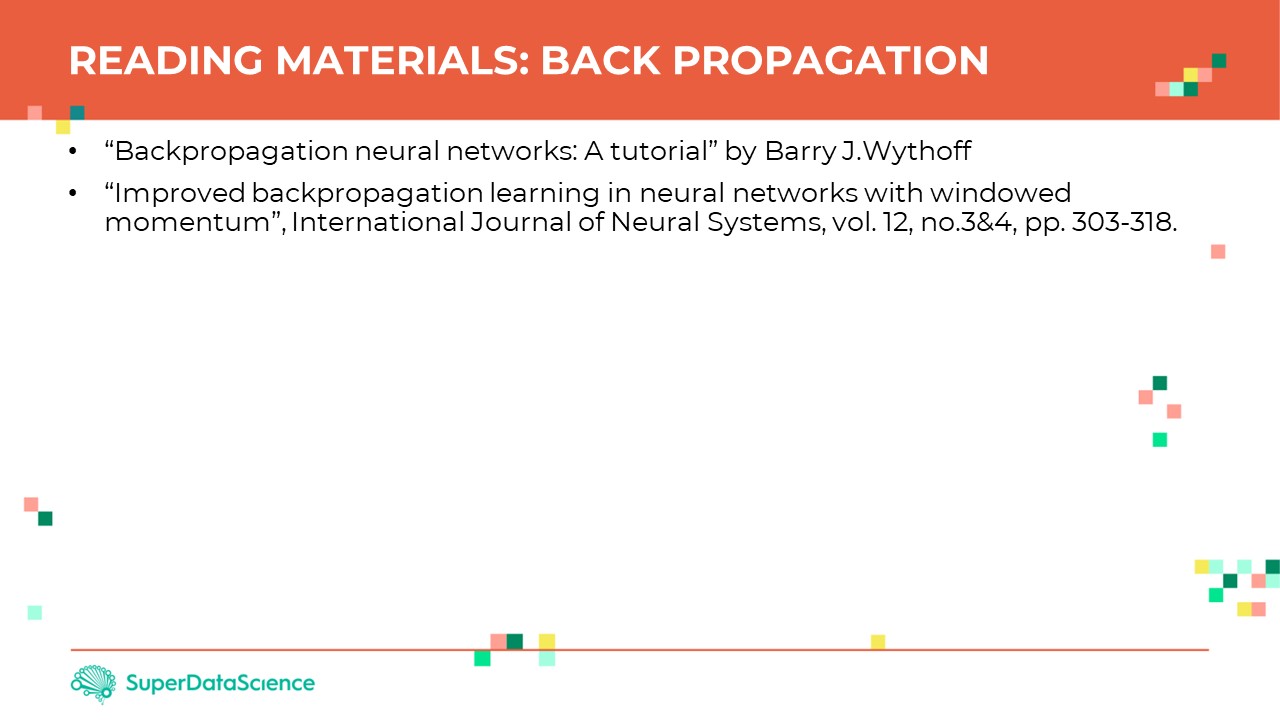 READING MATERIALS: BACK PROPAGATION
• “Backpropagation neural networks: A tutorial” by Barry J.Wythoff
• “Improved backpropagation learning in neural networks with windowed
momentum”, International Journal of Neural Systems, vol. 12, no.3&4, pp. 303-318.
SuperDataScience